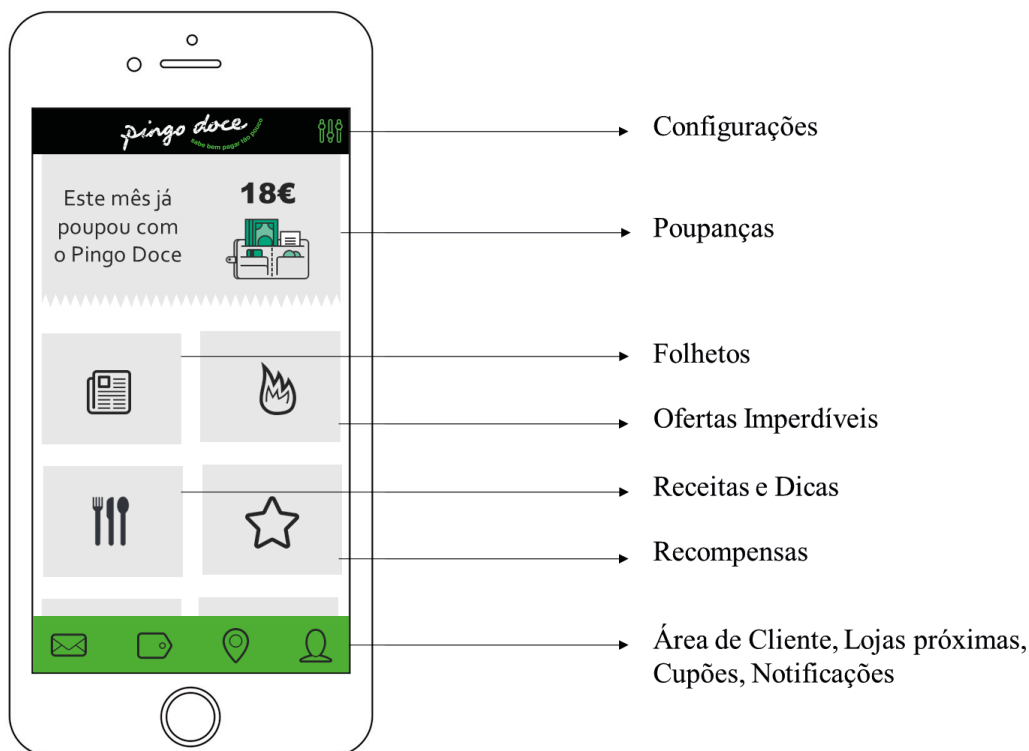 pingo doce
sabe bem pagar tão pouco
Configurações
Este mês já
poupou com
o Pingo Doce
18€
Poupanças
Folhetos
Ofertas Imperdíveis
Receitas e Dicas
Recompensas
Área de Cliente, Lojas próximas,
Cupões, Notificações